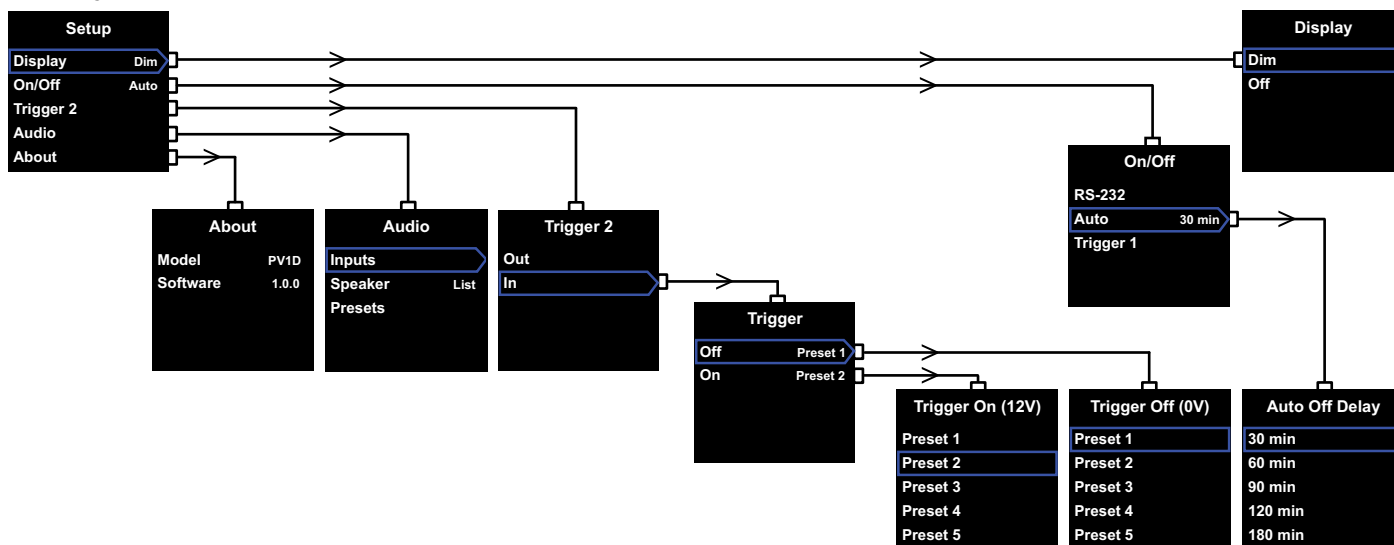 Setup
Display Dim
On/Off Auto
Trigger 2
Audio
About
Display
Dim
Off
On/Off
RS-232
Auto 30 min
Trigger 1
About
Model PV1D
Software 1.0.0
Audio
Inputs
Speaker List
Presets
Trigger 2
Out
In
Trigger
Off Preset 1
On Preset 2
Trigger On (12V)
Preset 1
Preset 2
Preset 3
Preset 4
Preset 5
Trigger Off (0V)
Preset 1
Preset 2
Preset 3
Preset 4
Preset 5
Auto Off Delay
30 min
60 min
90 min
120 min
180 min